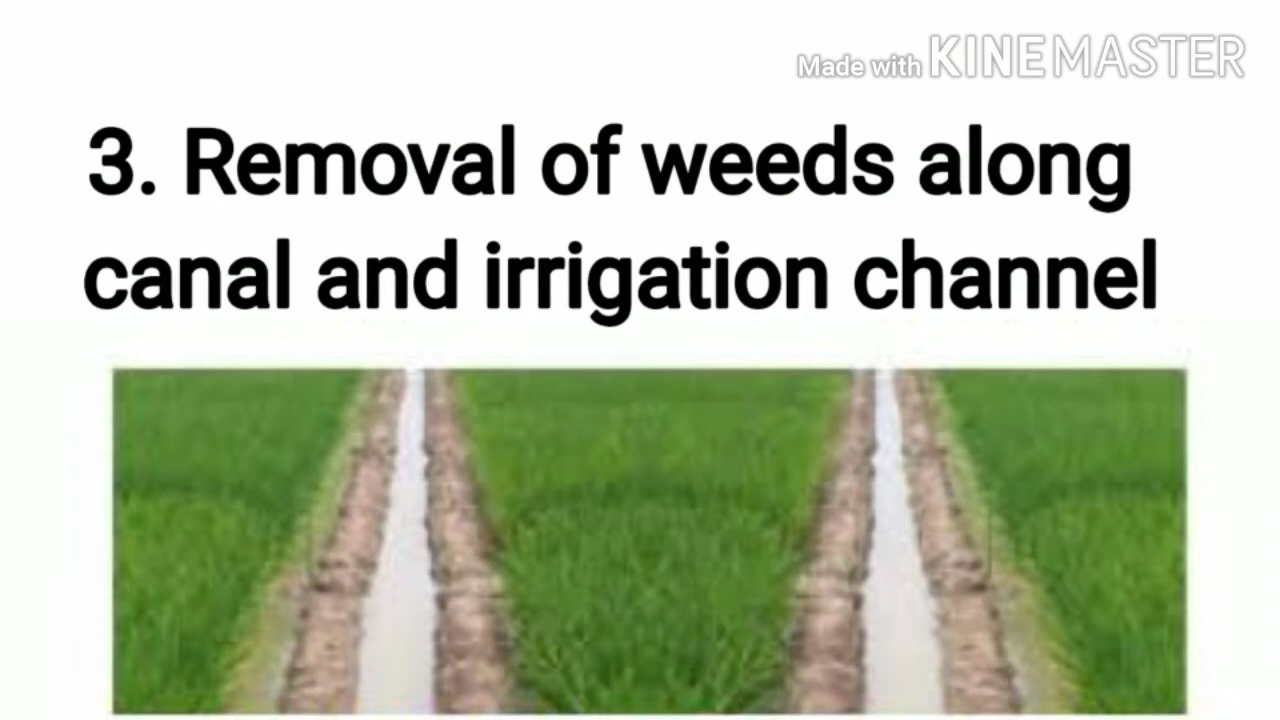 Made with KINEMASTER
3. Removal of weeds along
canal and irrigation channel